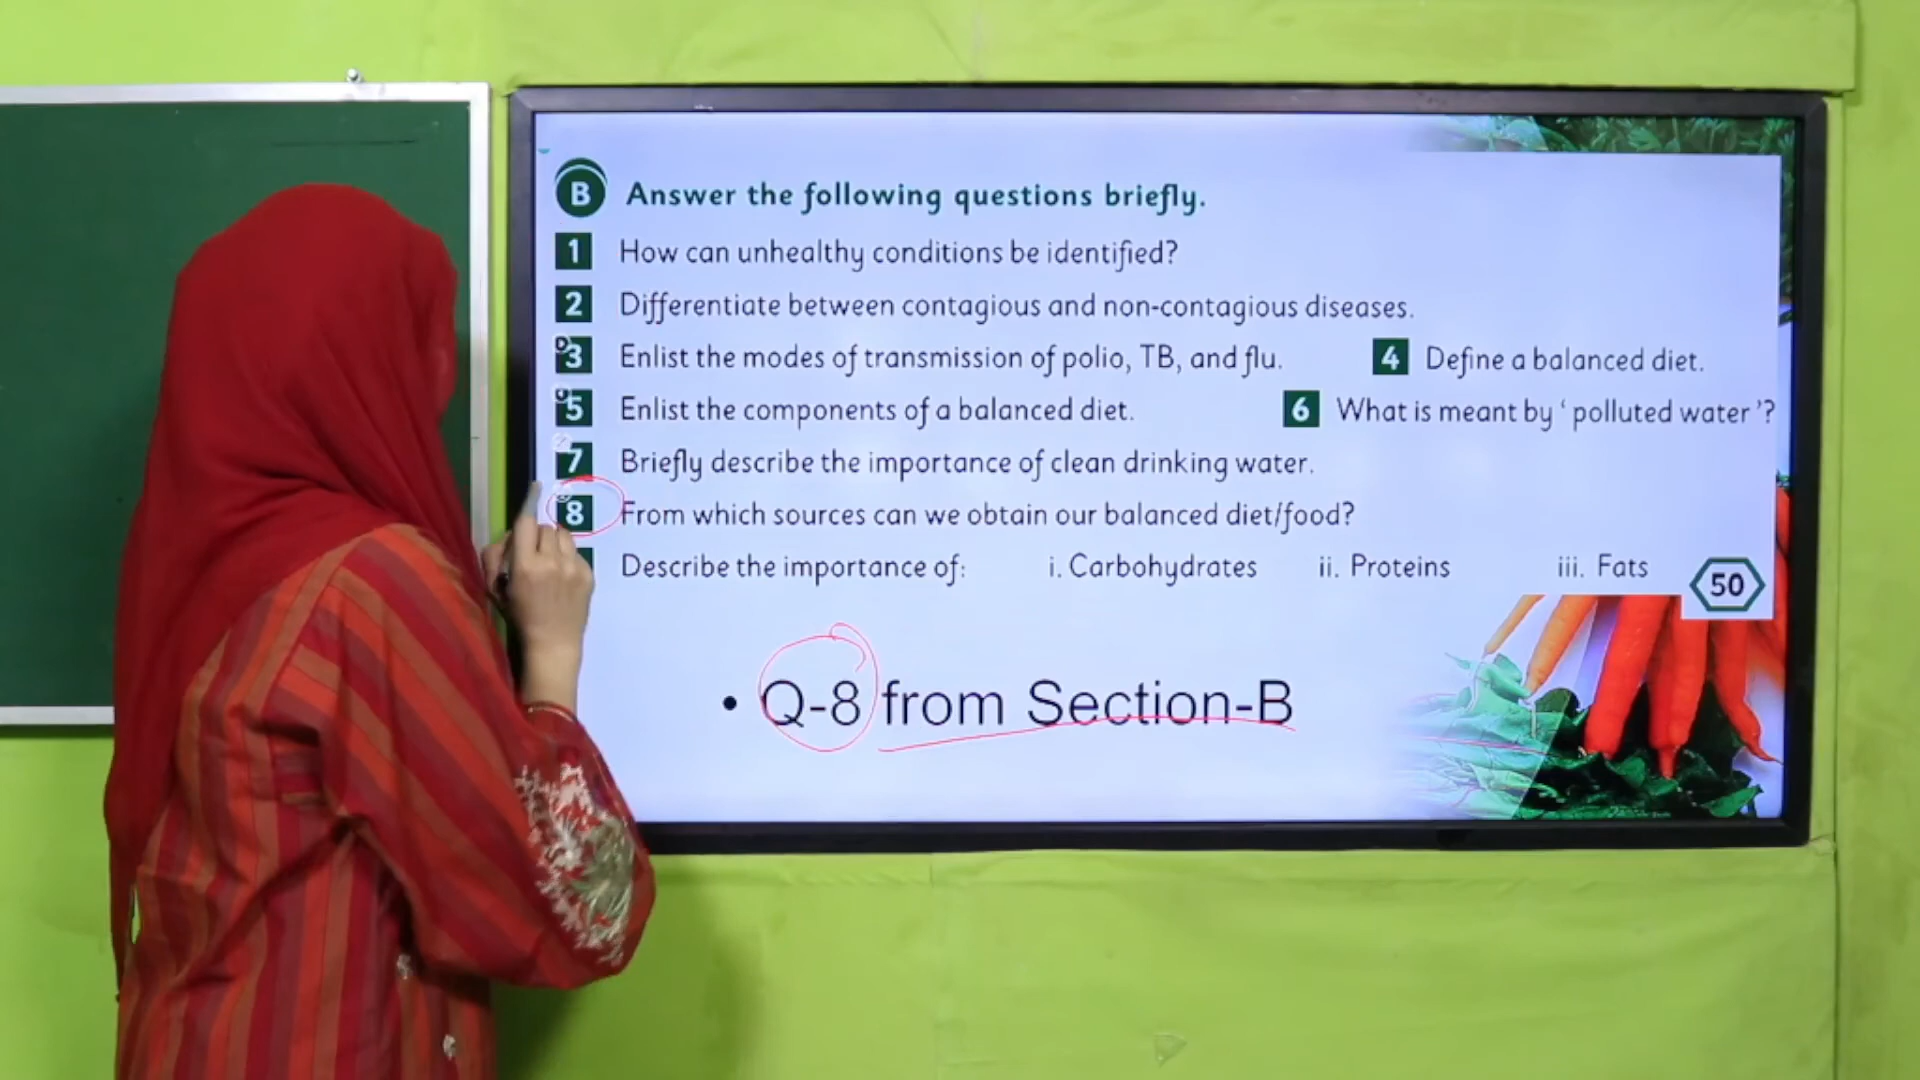 B Answer the following questions briefly.
1 How can unhealthy conditions be identified?
2 Differentiate between contagious and non-contagious diseases.
3 Enlist the modes of transmission of polio, TB, and flu. 4 Define a balanced diet.
5 Enlist the components of a balanced diet. 6 What is meant by ‘ polluted water ’?
7 Briefly describe the importance of clean drinking water.
8 From which sources can we obtain our balanced diet/food?
Describe the importance of: i. Carbohydrates ii. Proteins iii. Fats
50
• Q-8 from Section-B